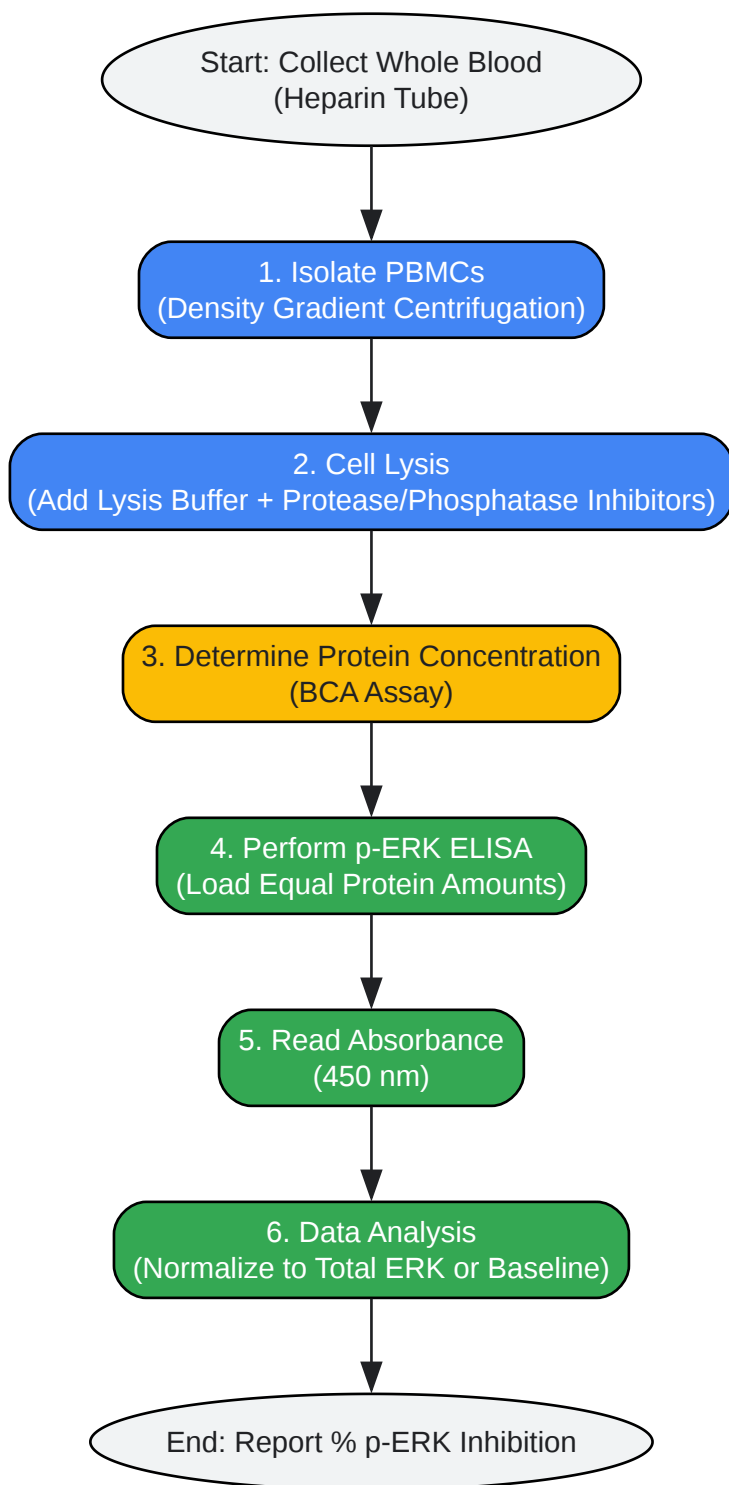 Start: Collect Whole Blood
(Heparin Tube)
1. Isolate PBMCs
(Density Gradient Centrifugation)
2. Cell Lysis
(Add Lysis Buffer + Protease/Phosphatase Inhibitors)
3. Determine Protein Concentration
(BCA Assay)
4. Perform p-ERK ELISA
(Load Equal Protein Amounts)
5. Read Absorbance
(450 nm)
6. Data Analysis
(Normalize to Total ERK or Baseline)
End: Report % p-ERK Inhibition